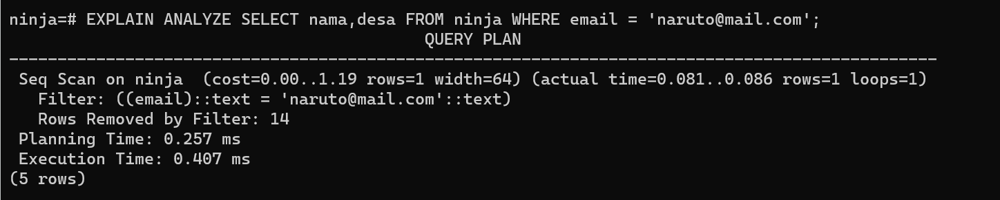 ninja=# EXPLAIN ANALYZE SELECT nama,desa FROM ninja WHERE email = 'naruto@mail.com';
QUERY PLAN
------------------------------------------------------------------------------------------------
Seq Scan on ninja  (cost=0.00..1.19 rows=1 width=64) (actual time=0.081..0.086 rows=1 loops=1)
Filter: ((email)::text = 'naruto@mail.com'::text)
Rows Removed by Filter: 14
Planning Time: 0.257 ms
Execution Time: 0.407 ms
(5 rows)